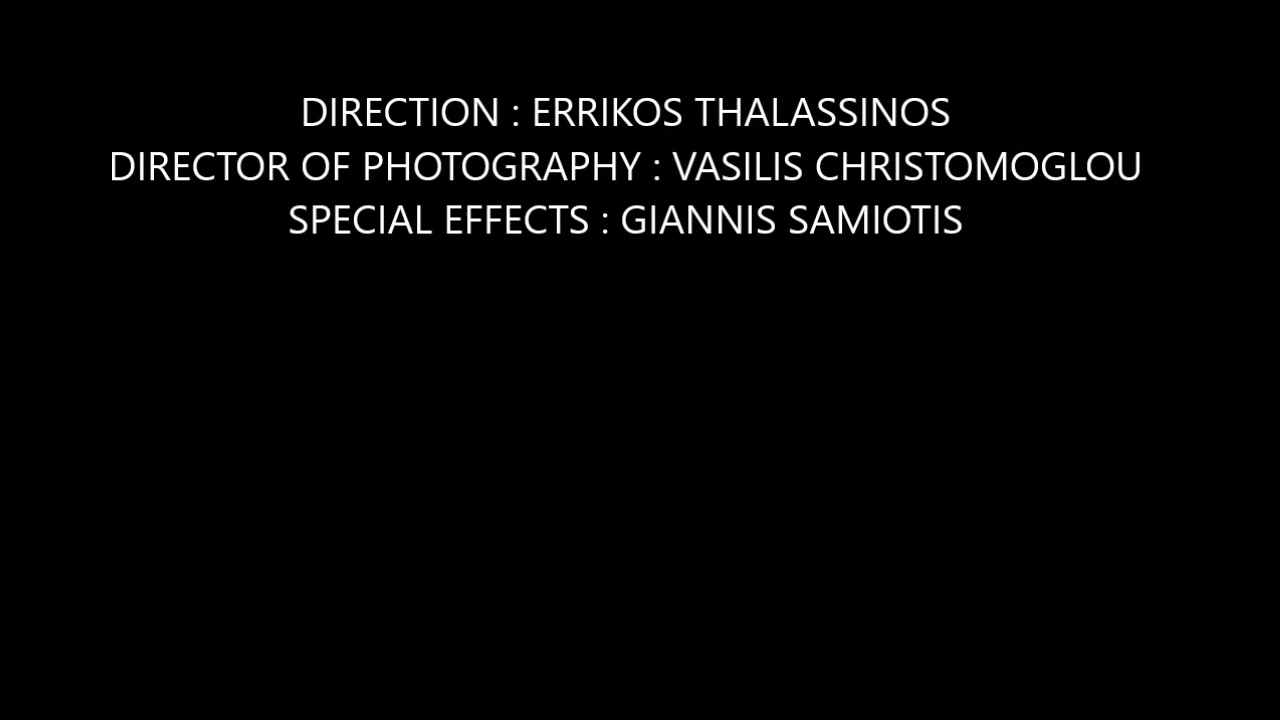 DIRECTION : ERRIKOS THALASSINOS
DIRECTOR OF PHOTOGRAPHY : VASILIS CHRISTOMOGLOU
SPECIAL EFFECTS : GIANNIS SAMIOTIS